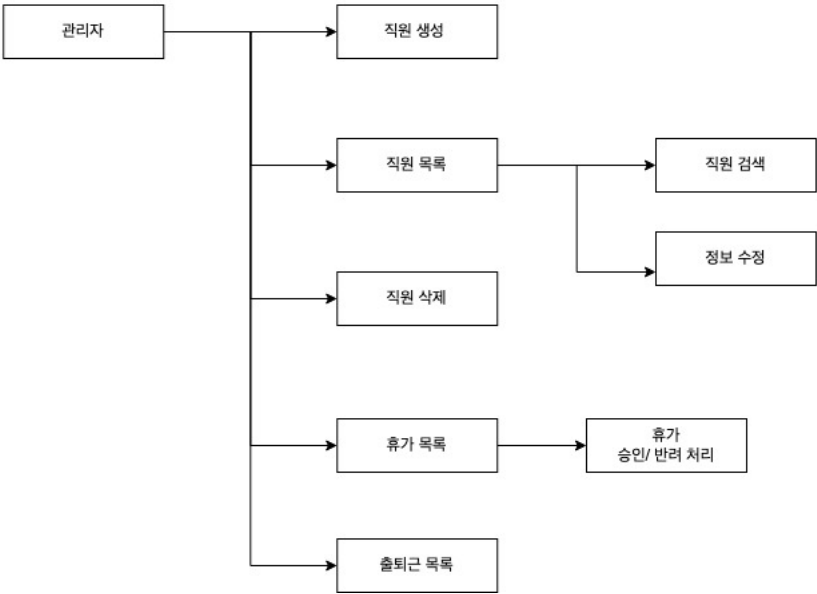 관리자
직원 생성
직원 목록
직원 검색
정보 수정
직원 삭제
휴가 목록
휴가
승인/ 반려 처리
출퇴근 목록